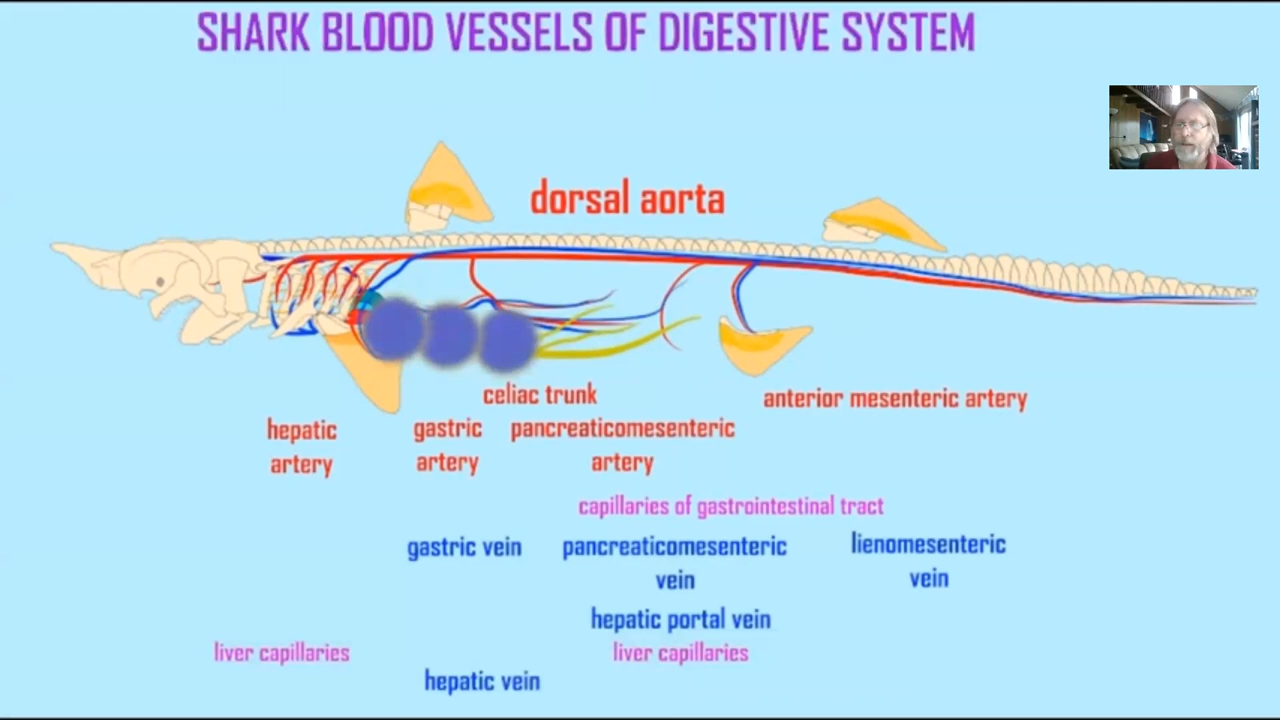 SHARK BLOOD VESSELS OF DIGESTIVE SYSTEM
dorsal aorta
celiac trunk
anterior mesenteric artery
hepatic
artery
gastric
artery
pancreaticomesenteric
artery
capillaries of gastrointestinal tract
gastric vein
pancreaticomesenteric
vein
lienomesenteric
vein
hepatic portal vein
liver capillaries
liver capillaries
hepatic vein